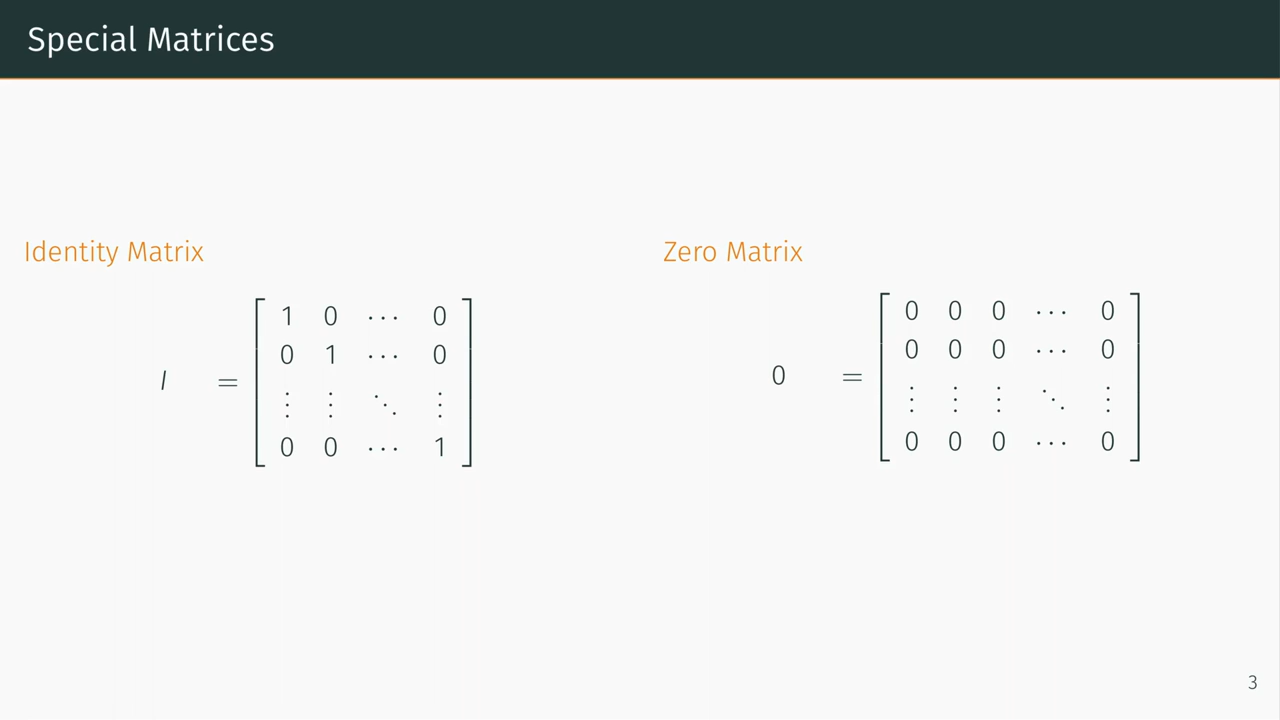 Special Matrices
Identity Matrix
I = [ 1 0 ⋯ 0
0 1 ⋯ 0
⋮ ⋮ ⋱ ⋮
0 0 ⋯ 1 ]
Zero Matrix
0 = [ 0 0 0 ⋯ 0
0 0 0 ⋯ 0
⋮ ⋮ ⋮ ⋱ ⋮
0 0 0 ⋯ 0 ]
3